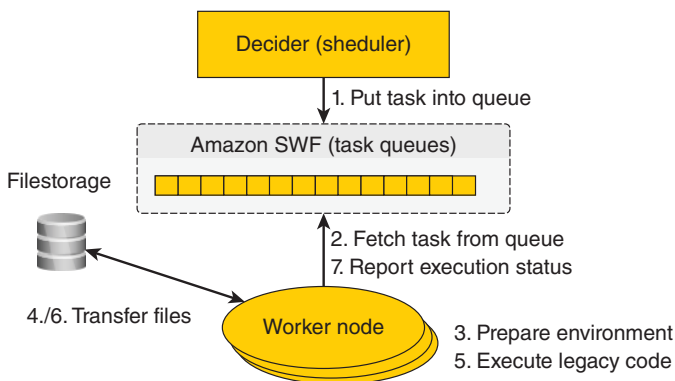 Decider (sheduler)
1. Put task into queue
Amazon SWF (task queues)
Filestorage
2. Fetch task from queue
7. Report execution status
4./6. Transfer files
Worker node
3. Prepare environment
5. Execute legacy code